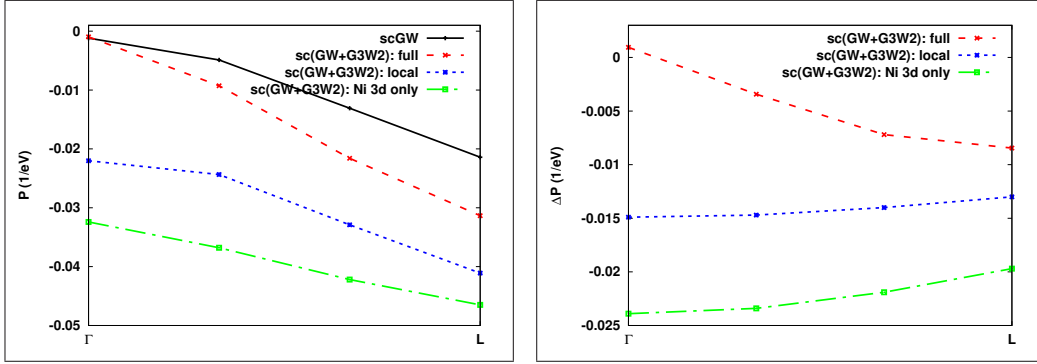 0
-0.01
-0.02
-0.03
-0.04
-0.05
P (1/eV)
Γ
L
scGW
sc(GW+G3W2): full
sc(GW+G3W2): local
sc(GW+G3W2): Ni 3d only
0
-0.005
-0.01
-0.015
-0.02
-0.025
ΔP (1/eV)
Γ
L
sc(GW+G3W2): full
sc(GW+G3W2): local
sc(GW+G3W2): Ni 3d only